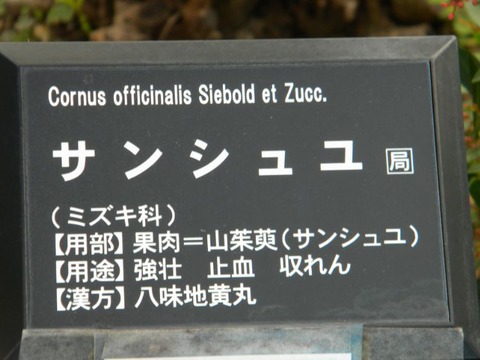 Cornus officinalis Siebold et Zucc.
サンシュユ 局
(ミズキ科)
【用部】果肉＝山茱萸(サンシュユ)
【用途】強壮　止血　収れん
【漢方】八味地黄丸